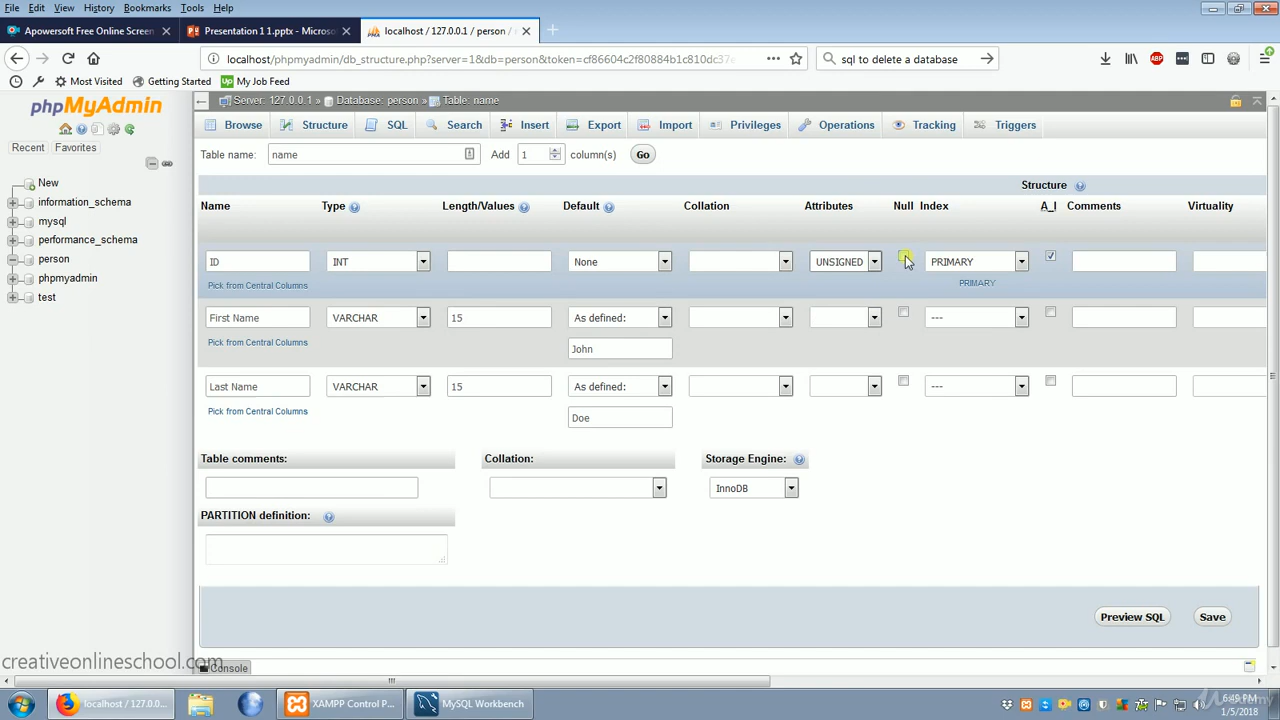 File Edit View History Bookmarks Tools Help
Apowersoft Free Online Screen
Presentation 1 1.pptx - Microso
localhost / 127.0.0.1 / person /
localhost/phpmyadmin/db_structure.php?server=1&db=person&token=cf86604c2f80884b1c810dc37e
sql to delete a database
Most Visited Getting Started Up My Job Feed
phpMyAdmin
Recent Favorites
New
information_schema
mysql
performance_schema
person
phpmyadmin
test
Server: 127.0.0.1 » Database: person » Table: name
Browse Structure SQL Search Insert Export Import Privileges Operations Tracking Triggers
Table name: name Add 1 column(s) Go
Structure
Name Type Length/Values Default Collation Attributes Null Index A_I Comments Virtuality
ID INT None UNSIGNED PRIMARY
Pick from Central Columns PRIMARY
First Name VARCHAR 15 As defined: ---
Pick from Central Columns John
Last Name VARCHAR 15 As defined: ---
Pick from Central Columns Doe
Table comments: Collation: Storage Engine:
InnoDB
PARTITION definition:
Preview SQL Save
creativeonlineschool.com
Console
localhost / 127.0.0.... XAMPP Control P... MySQL Workbench
6:49 PM
1/5/2018